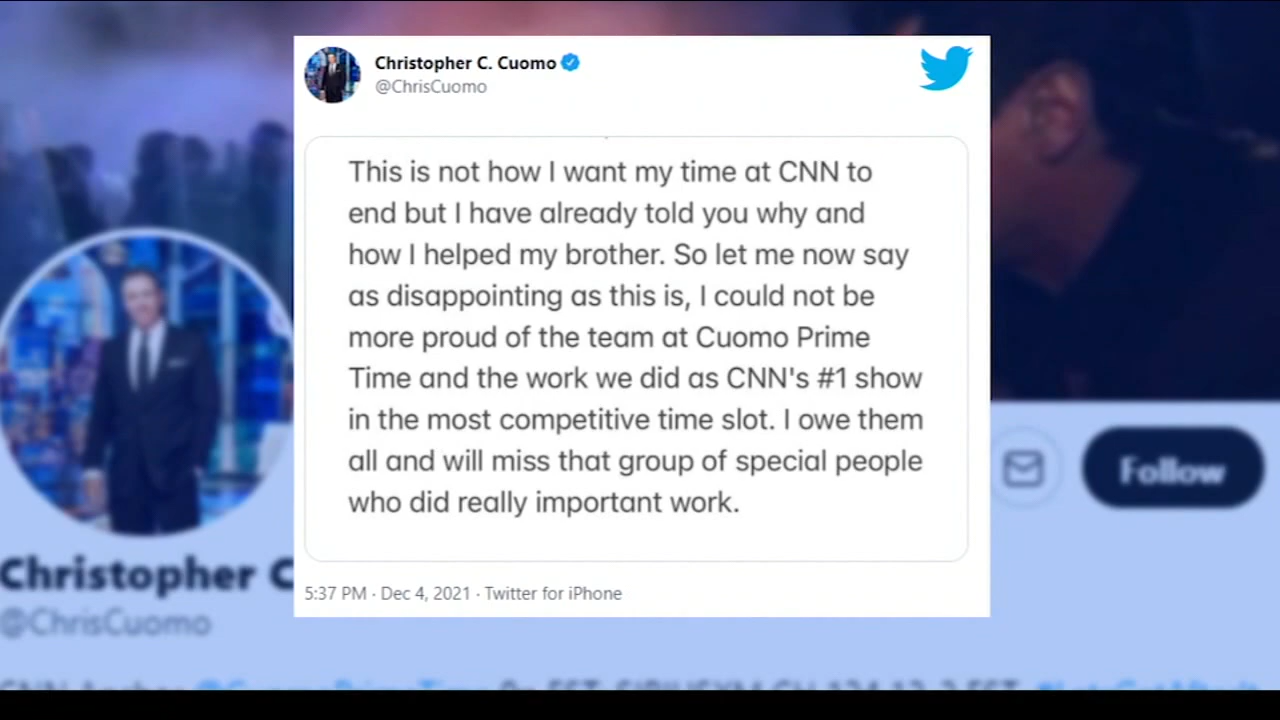 Christopher C. Cuomo
@ChrisCuomo
This is not how I want my time at CNN to
end but I have already told you why and
how I helped my brother. So let me now say
as disappointing as this is, I could not be
more proud of the team at Cuomo Prime
Time and the work we did as CNN's #1 show
in the most competitive time slot. I owe them
all and will miss that group of special people
who did really important work.
5:37 PM · Dec 4, 2021 · Twitter for iPhone
Follow
Christopher C
@ChrisCuomo